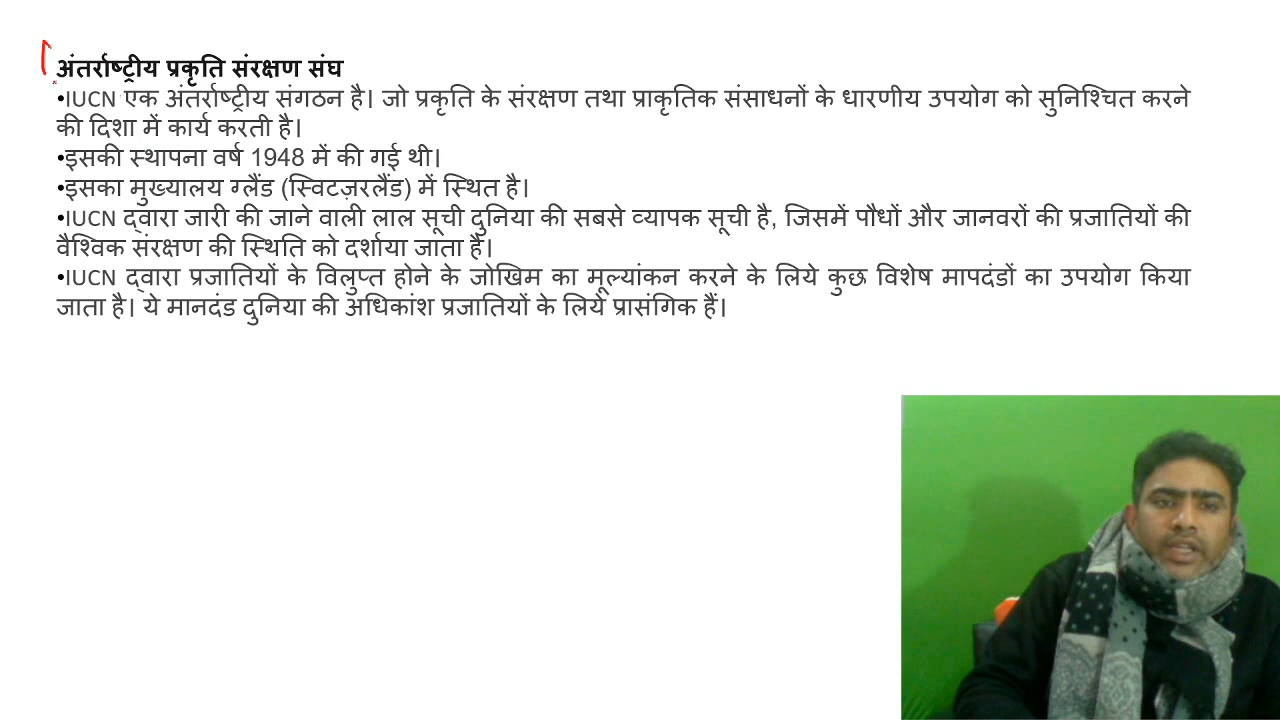 अंतर्राष्ट्रीय प्रकृति संरक्षण संघ
•IUCN एक अंतर्राष्ट्रीय संगठन है। जो प्रकृति के संरक्षण तथा प्राकृतिक संसाधनों के धारणीय उपयोग को सुनिश्चित करने
की दिशा में कार्य करती है।
•इसकी स्थापना वर्ष 1948 में की गई थी।
•इसका मुख्यालय ग्लैंड (स्विटज़रलैंड) में स्थित है।
•IUCN द्वारा जारी की जाने वाली लाल सूची दुनिया की सबसे व्यापक सूची है, जिसमें पौधों और जानवरों की प्रजातियों की
वैश्विक संरक्षण की स्थिति को दर्शाया जाता है।
•IUCN द्वारा प्रजातियों के विलुप्त होने के जोखिम का मूल्यांकन करने के लिये कुछ विशेष मापदंडों का उपयोग किया
जाता है। ये मानदंड दुनिया की अधिकांश प्रजातियों के लिये प्रासंगिक हैं।